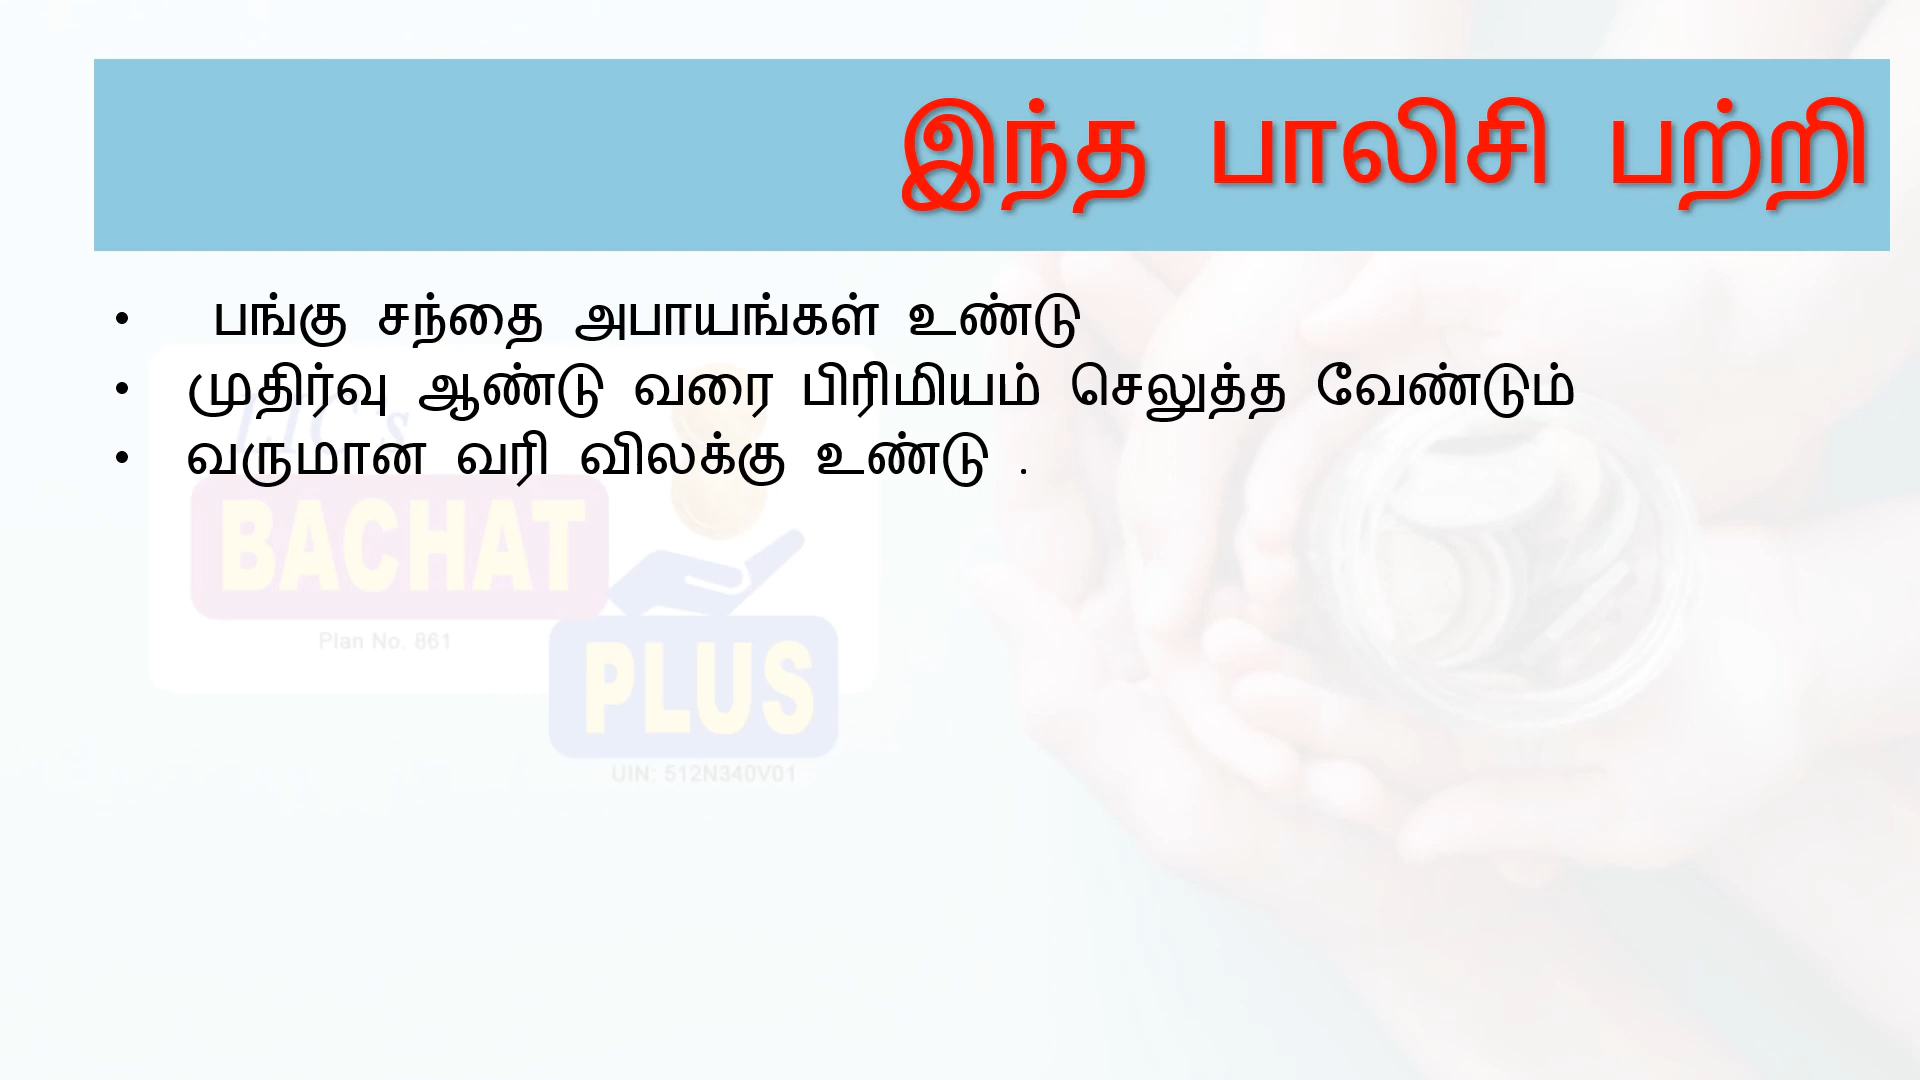 இந்த பாலிசி பற்றி
• பங்கு சந்தை அபாயங்கள் உண்டு
• முதிர்வு ஆண்டு வரை பிரிமியம் செலுத்த வேண்டும்
• வருமான வரி விலக்கு உண்டு .
LIC's
BACHAT
Plan No. 861
PLUS
UIN: 512N340V01